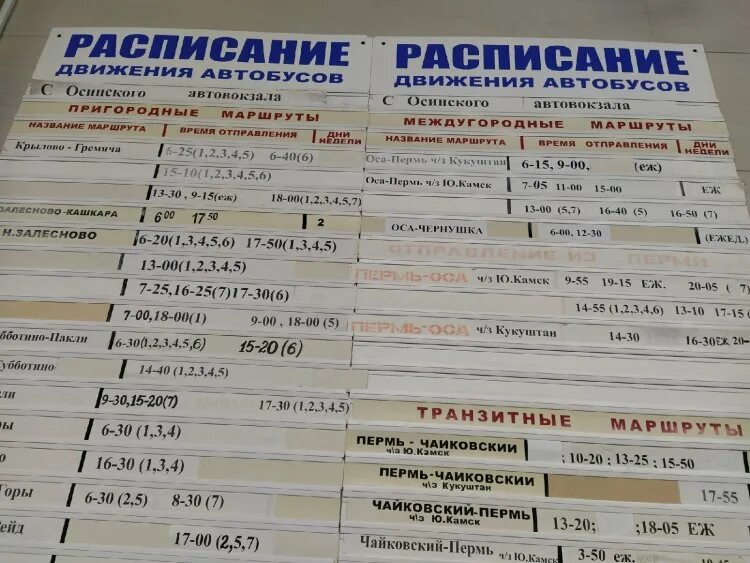 РАСПИСАНИЕ
ДВИЖЕНИЯ АВТОБУСОВ
С Осинского автовокзала
ПРИГОРОДНЫЕ МАРШРУТЫ
НАЗВАНИЕ МАРШРУТА ВРЕМЯ ОТПРАВЛЕНИЯ ДНИ НЕДЕЛИ
Крылово - Гремяча 6-25(1,2,3,4,5) 6-40(6)
15-10(1,2,3,4,5,6)
13-30 , 9-15(еж) 18-00(1,2,3,4,5,7)
ЗАЛЕСНОВО-КАШКАРА 6 00 17 50 2
Н.ЗАЛЕСНОВО 6-20(1,3,4,5,6) 17-50(1,3,4,5)
13-00 (1,2,3,4,5)
7-25,16-25(7)17-30(6)
7-00,18-00(1) 9-00 , 18-00 (5)
убботино-Пакли 6-30(1,2,3,4,5,6) 15-20 (6)
убботино- 14-40 (1,2,3,4,5)
ли 9-30,15-20(7) 17-30 (1,2,3,4,5)
ы 6-30 (1,3,4)
16-30 (1,3,4)
Горы 6-30 (2,5) 8-30 (7)
ейд 17-00 (2,5,7)
РАСПИСАНИЕ
ДВИЖЕНИЯ АВТОБУСОВ
С Осинского автовокзала
МЕЖДУГОРОДНЫЕ МАРШРУТЫ
НАЗВАНИЕ МАРШРУТА ВРЕМЯ ОТПРАВЛЕНИЯ ДНИ НЕДЕЛИ
Оса-Пермь ч/з Кукуштан 6-15, 9-00, (еж)
Оса-Пермь ч/з Ю.Камск 7-05 11-00 15-00 ЕЖ
13-00 (5,7) 16-40 (5) 16-50 (7)
ОСА-ЧЕРНУШКА 6-00, 12-30 (ЕЖЕД.)
ОТПРАВЛЕНИЕ ИЗ ПЕРМИ
ПЕРМЬ-ОСА ч/з Ю.Камск 9-55 19-15 ЕЖ. 20-05 ( 7)
14-55 (1,2,3,4,6) 13-10 17-15
ПЕРМЬ-ОСА ч/з Кукуштан 14-30 16-30ЕЖ 20-
ТРАНЗИТНЫЕ МАРШРУТЫ
ПЕРМЬ - ЧАЙКОВСКИЙ
ч/з Ю.Камск ; 10-20 ; 13-25 ; 15-50
ПЕРМЬ-ЧАЙКОВСКИЙ
ч\з Кукуштан 17-55
ЧАЙКОВСКИЙ-ПЕРМЬ
ч/з Ю.Камск 13-20; ;18-05 ЕЖ
Чайковский-Пермь ч/з Ю.Камск 3-50 еж.